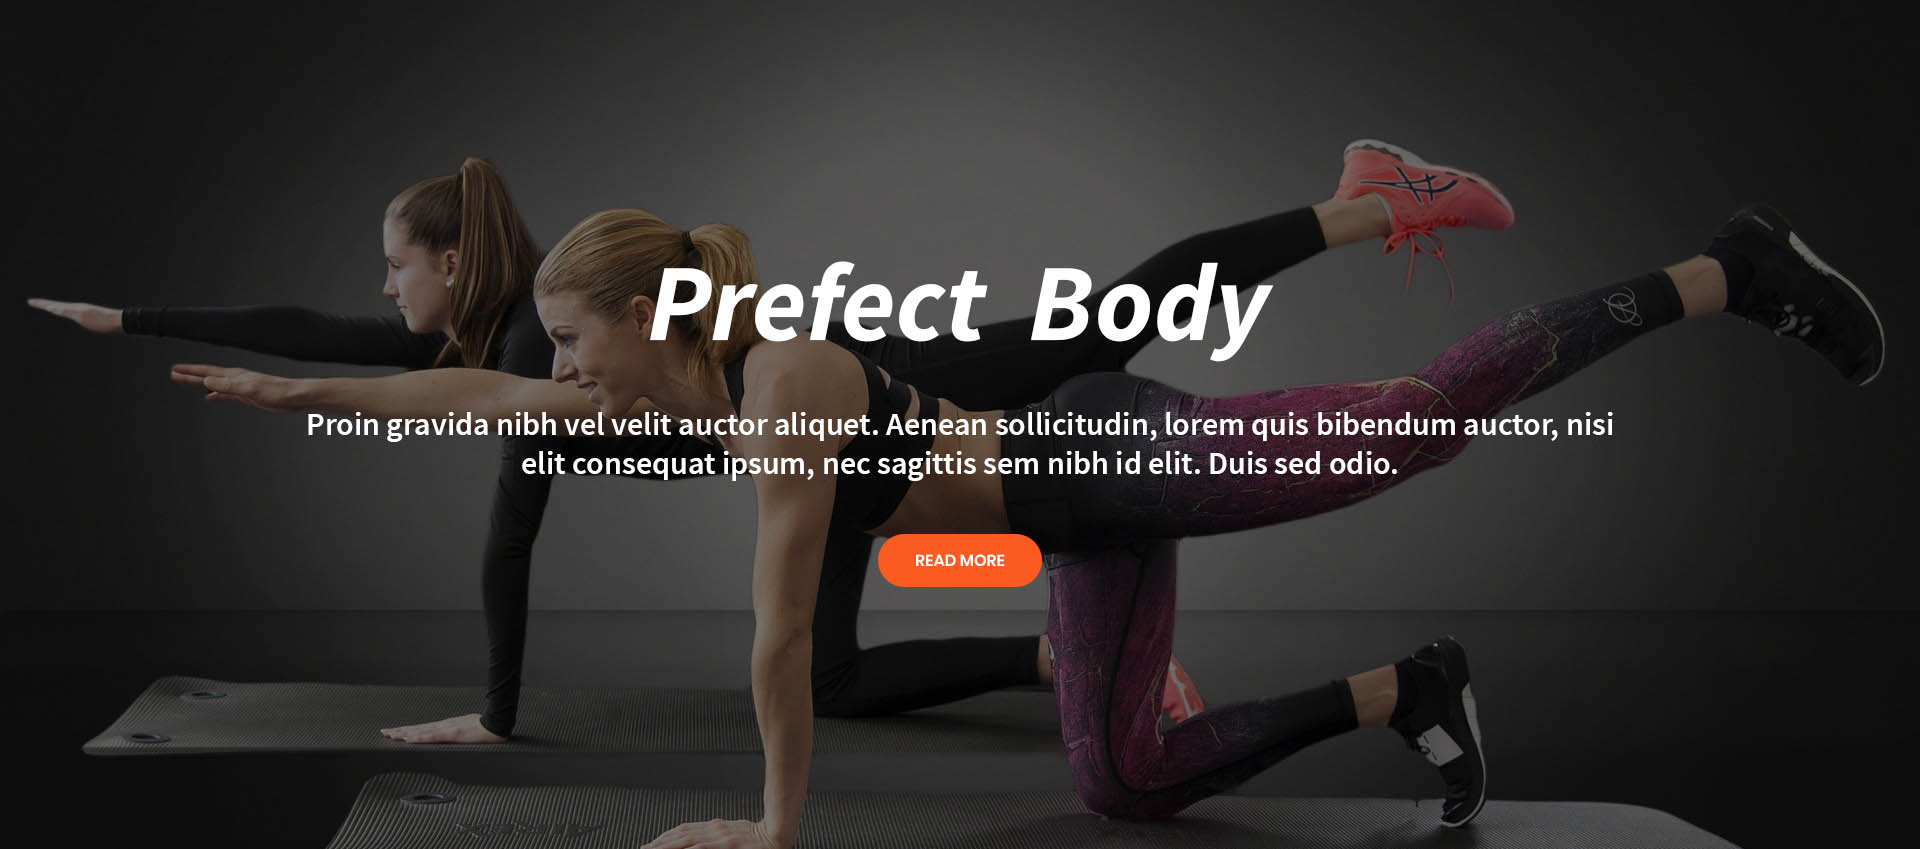 Prefect Body
Proin gravida nibh vel velit auctor aliquet. Aenean sollicitudin, lorem quis bibendum auctor, nisi
elit consequat ipsum, nec sagittis sem nibh id elit. Duis sed odio.
READ MORE